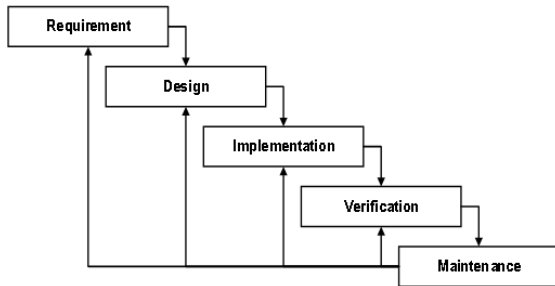 Requirement
Design
Implementation
Verification
Maintenance